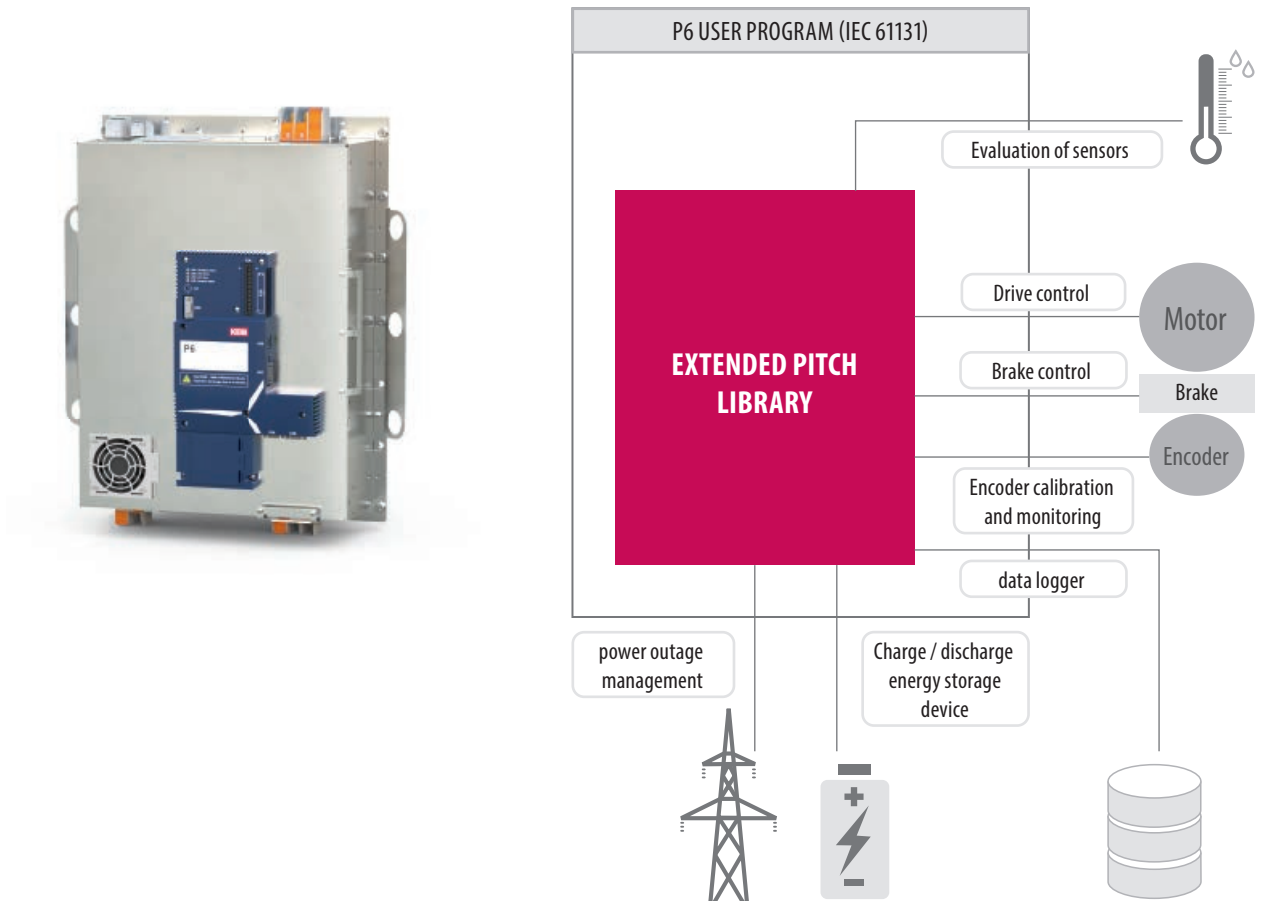 P6 USER PROGRAM (IEC 61131)
Evaluation of sensors
Drive control
Motor
EXTENDED PITCH
LIBRARY
Brake control
Brake
Encoder
Encoder calibration
and monitoring
data logger
power outage
management
Charge / discharge
energy storage
device
KEB
P6